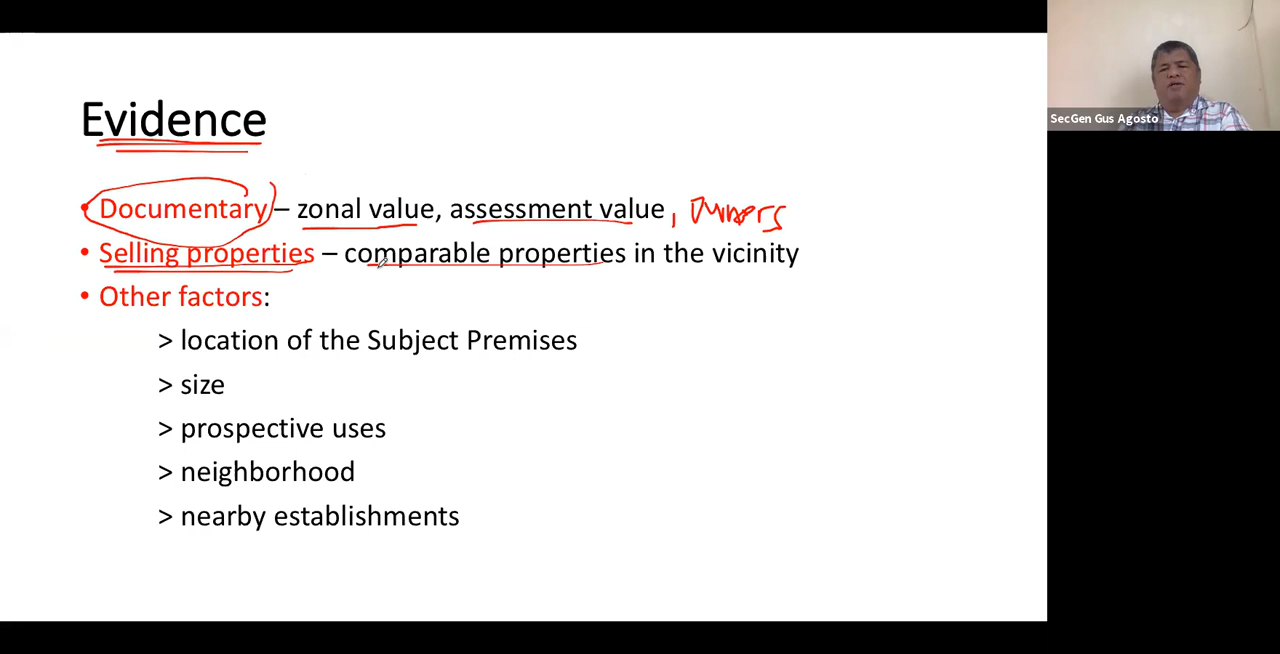 Evidence
• Documentary – zonal value, assessment value, Owners
• Selling properties – comparable properties in the vicinity
• Other factors:
> location of the Subject Premises
> size
> prospective uses
> neighborhood
> nearby establishments
SecGen Gus Agosto